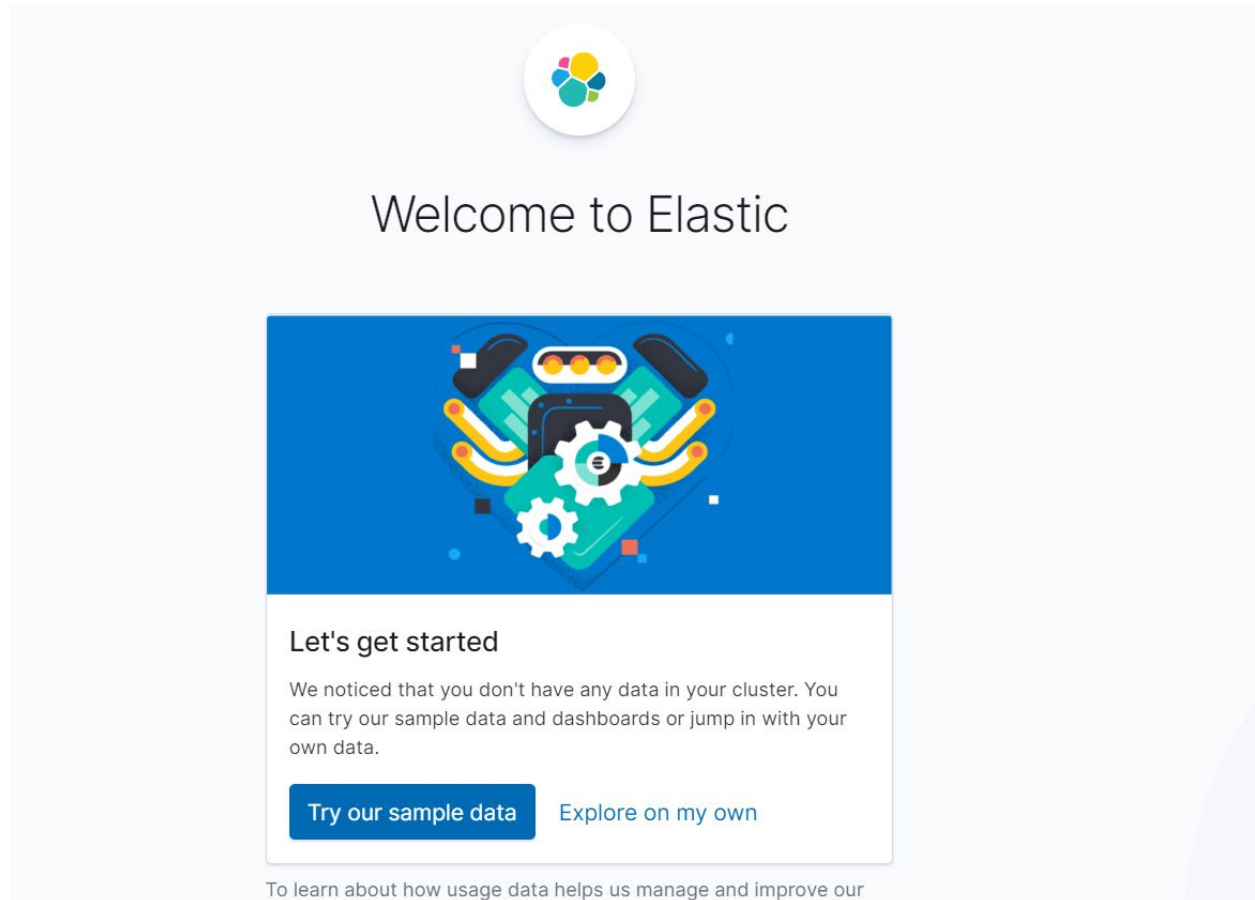 Welcome to Elastic
Let's get started
We noticed that you don't have any data in your cluster. You
can try our sample data and dashboards or jump in with your
own data.
Try our sample data Explore on my own
To learn about how usage data helps us manage and improve our